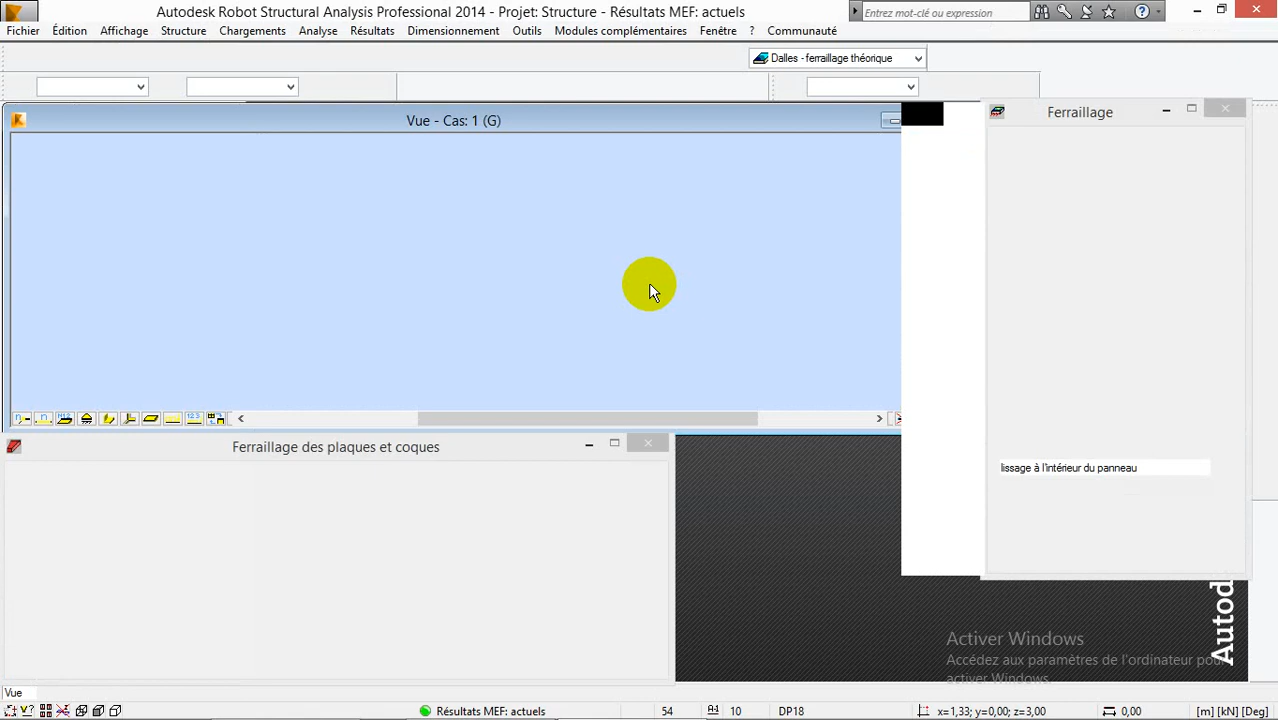 Autodesk Robot Structural Analysis Professional 2014 - Projet: Structure - Résultats MEF: actuels
Entrez mot-clé ou expression
Fichier Édition Affichage Structure Chargements Analyse Résultats Dimensionnement Outils Modules complémentaires Fenêtre ? Communauté
Dalles - ferraillage théorique
Vue - Cas: 1 (G)
Ferraillage
Ferraillage des plaques et coques
lissage à l'intérieur du panneau
Autod
Activer Windows
Accédez aux paramètres de l'ordinateur pour
activer Windows.
Vue
Résultats MEF: actuels 54 10 DP18 x=1,33; y=0,00; z=3,00 0,00 [m] [kN] [Deg]